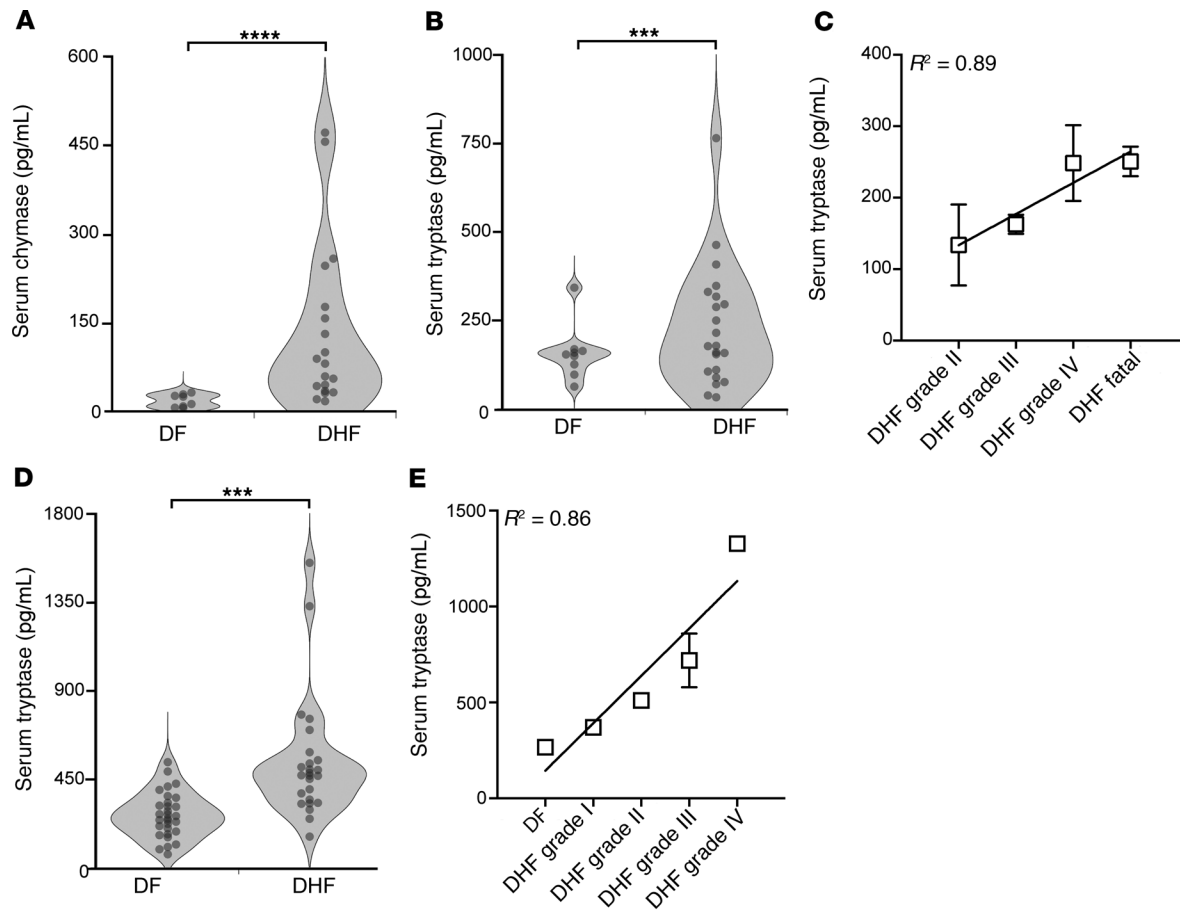 A
****
Serum chymase (pg/mL)
600
450
300
150
0
DF
DHF
B
***
Serum tryptase (pg/mL)
1000
750
500
250
0
DF
DHF
C
R² = 0.89
Serum tryptase (pg/mL)
400
300
200
100
0
DHF grade II
DHF grade III
DHF grade IV
DHF fatal
D
***
Serum tryptase (pg/mL)
1800
1350
900
450
0
DF
DHF
E
R² = 0.86
Serum tryptase (pg/mL)
1500
1000
500
0
DF
DHF grade I
DHF grade II
DHF grade III
DHF grade IV